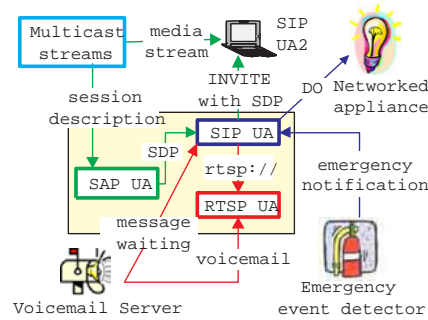 Multicast
streams
media
stream
SIP
UA2
INVITE
with SDP
DO
Networked
appliance
session
description
SIP UA
SDP
rtsp://
emergency
notification
SAP UA
RTSP UA
message
waiting
voicemail
Voicemail Server
Emergency
event detector